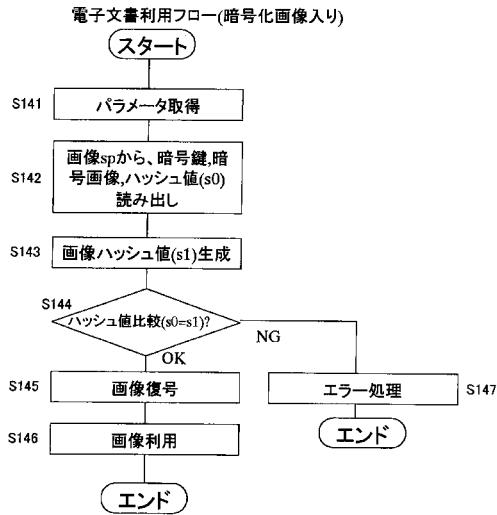 電子文書利用フロー(暗号化画像入り)
スタート
S141
パラメータ取得
S142
画像spから、暗号鍵,暗
号画像,ハッシュ値(s0)
読み出し
S143
画像ハッシュ値(s1)生成
S144
ハッシュ値比較(s0=s1)?
NG
OK
S145
画像復号
エラー処理
S147
S146
画像利用
エンド
エンド